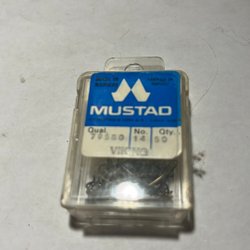 MUSTAD
Qual. No. Qty.
79580 14 50
VIKING